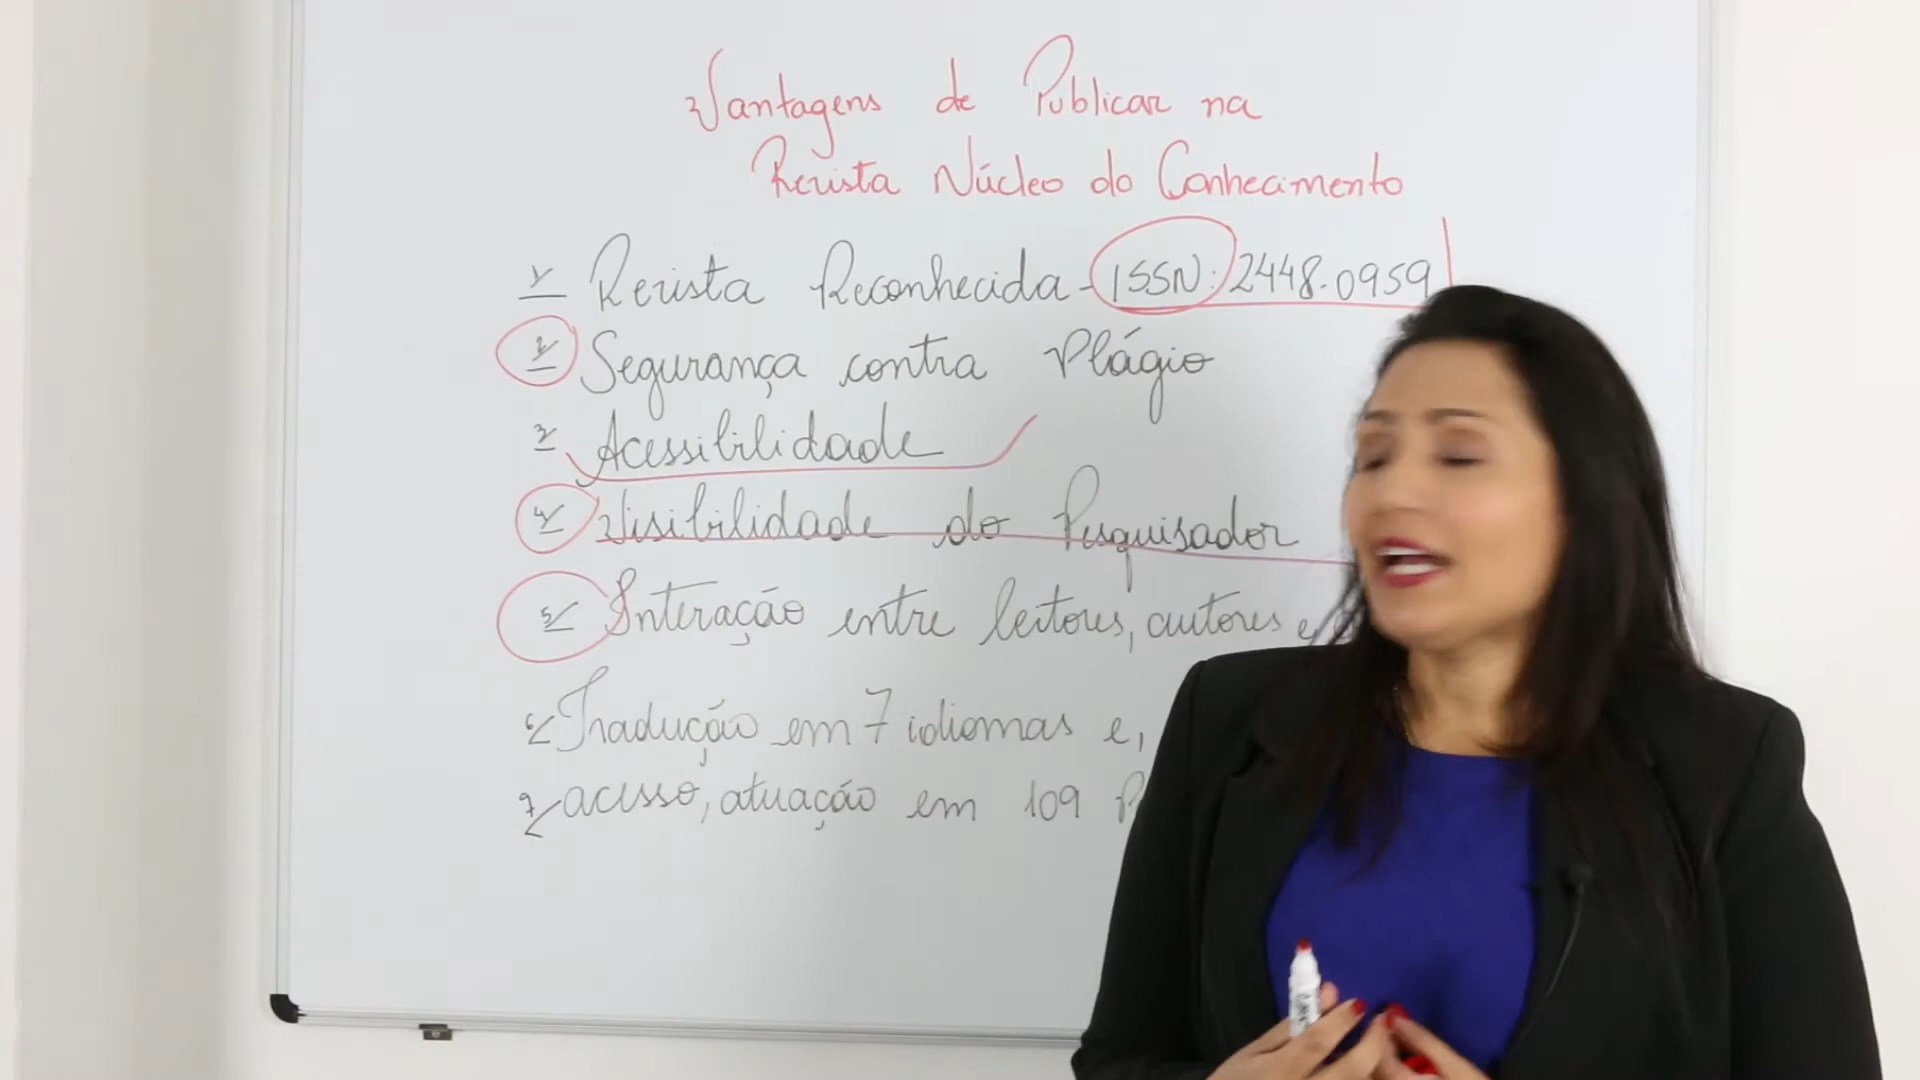 Vantagens de Publicar na
Revista Núcleo do Conhecimento
1 Revista Reconhecida - ISSN: 2448-0959
2 Segurança contra Plágio
3 Acessibilidade
4 Visibilidade do Pesquisador
5 Interação entre leitores, autores e
6 Tradução em 7 idiomas e,
7 acesso, atuação em 109